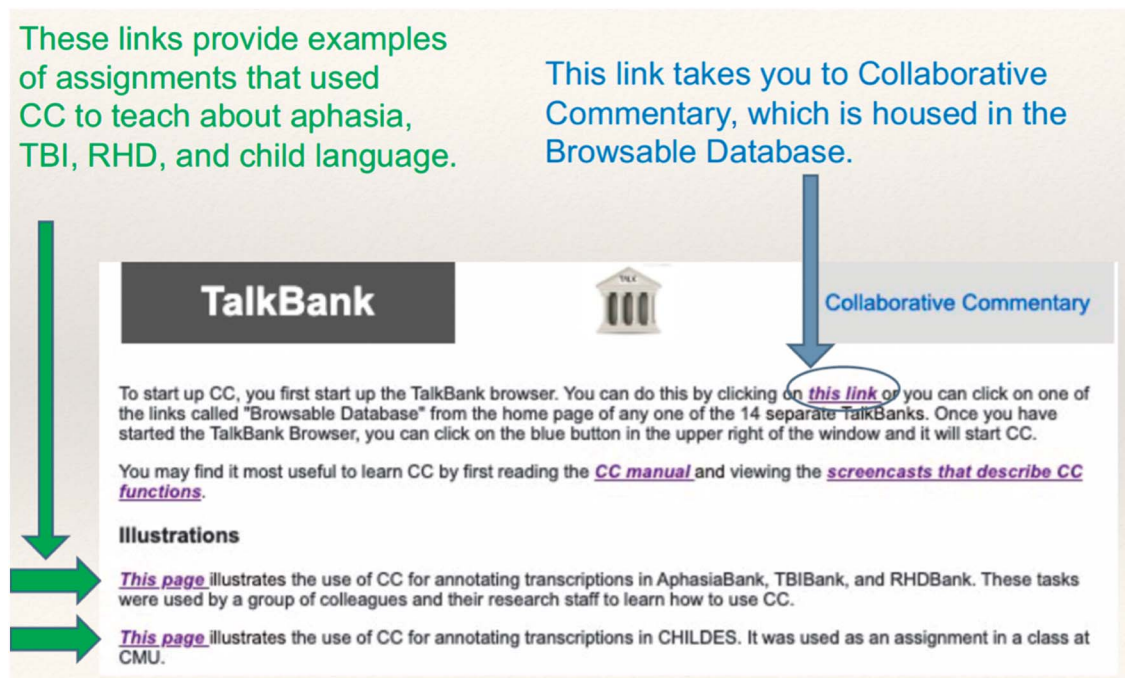 These links provide examples
of assignments that used
CC to teach about aphasia,
TBI, RHD, and child language.
This link takes you to Collaborative
Commentary, which is housed in the
Browsable Database.
TalkBank
TALK
Collaborative Commentary
To start up CC, you first start up the TalkBank browser. You can do this by clicking on this link or you can click on one of
the links called "Browsable Database" from the home page of any one of the 14 separate TalkBanks. Once you have
started the TalkBank Browser, you can click on the blue button in the upper right of the window and it will start CC.
You may find it most useful to learn CC by first reading the CC manual and viewing the screencasts that describe CC
functions.
Illustrations
This page illustrates the use of CC for annotating transcriptions in AphasiaBank, TBIBank, and RHDBank. These tasks
were used by a group of colleagues and their research staff to learn how to use CC.
This page illustrates the use of CC for annotating transcriptions in CHILDES. It was used as an assignment in a class at
CMU.